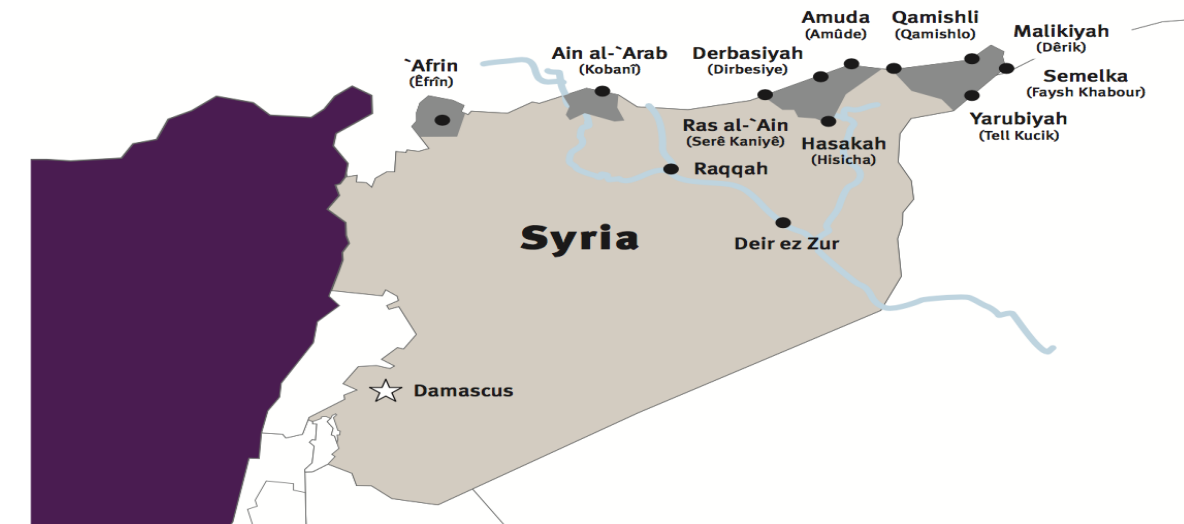 Amuda
(Amûde)
Qamishli
(Qamishlo)
Malikiyah
(Dêrik)
`Afrin
(Êfrîn)
Ain al-`Arab
(Kobanî)
Derbasiyah
(Dirbesiye)
Semelka
(Faysh Khabour)
Ras al-`Ain
(Serê Kaniyê)
Hasakah
(Hisicha)
Yarubiyah
(Tell Kucik)
Raqqah
Syria
Deir ez Zur
Damascus